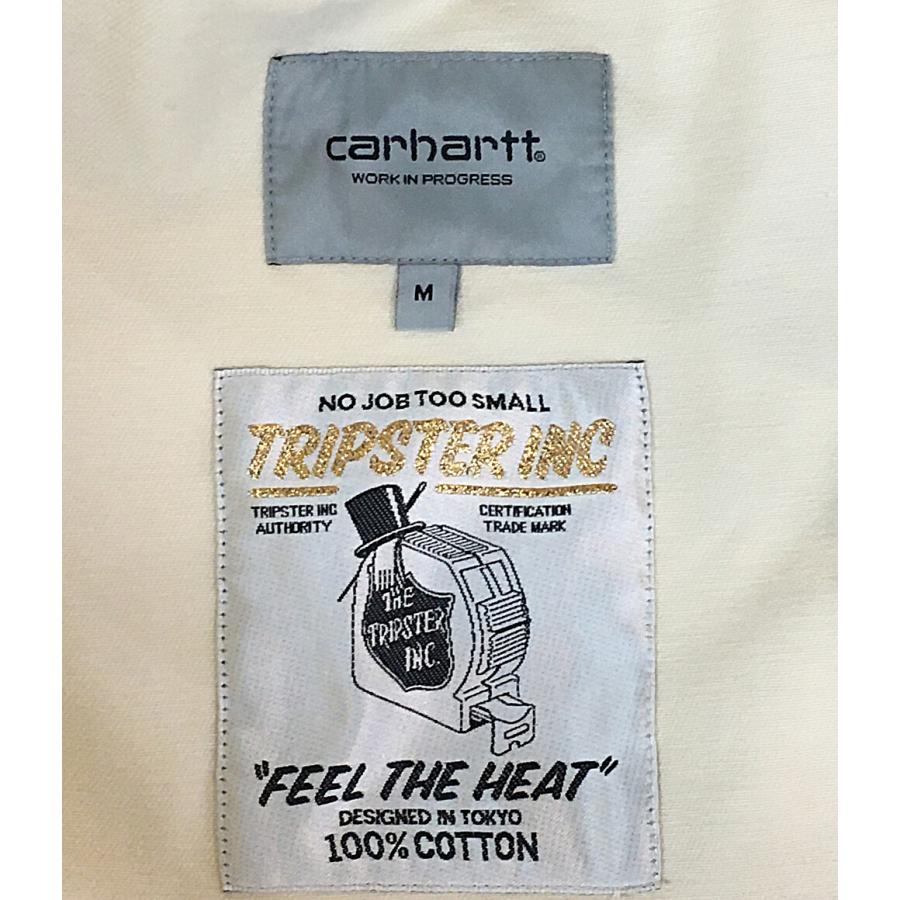 carhartt®
WORK IN PROGRESS
M
NO JOB TOO SMALL
TRIPSTER INC
TRIPSTER INC
AUTHORITY
CERTIFICATION
TRADE MARK
THE
TRIPSTER
INC.
"FEEL THE HEAT"
DESIGNED IN TOKYO
100% COTTON